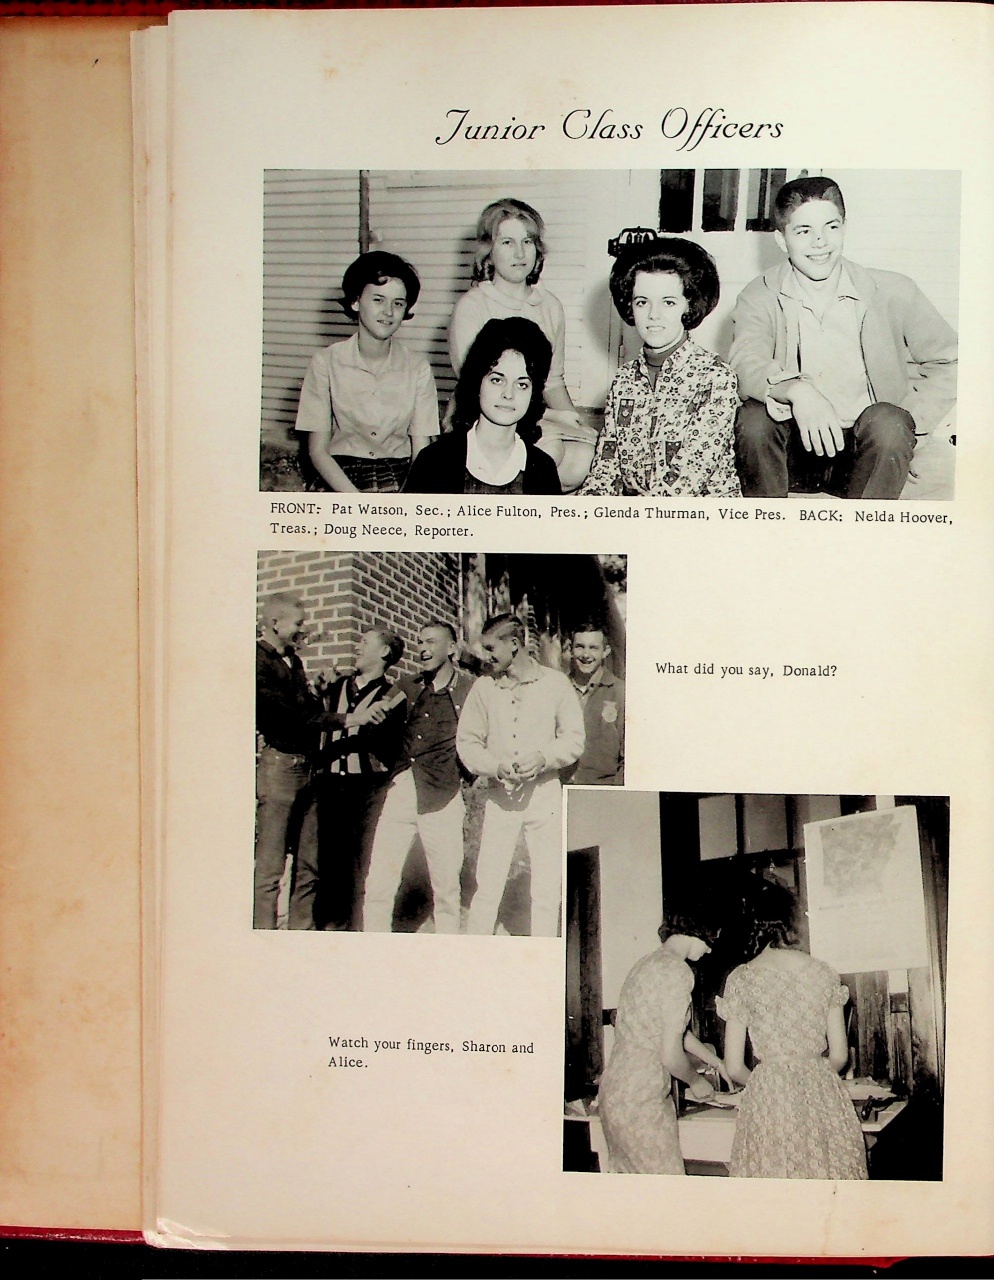 Junior Class Officers
FRONT: Pat Watson, Sec.; Alice Fulton, Pres.; Glenda Thurman, Vice Pres. BACK: Nelda Hoover,
Treas.; Doug Neece, Reporter.
What did you say, Donald?
Watch your fingers, Sharon and
Alice.